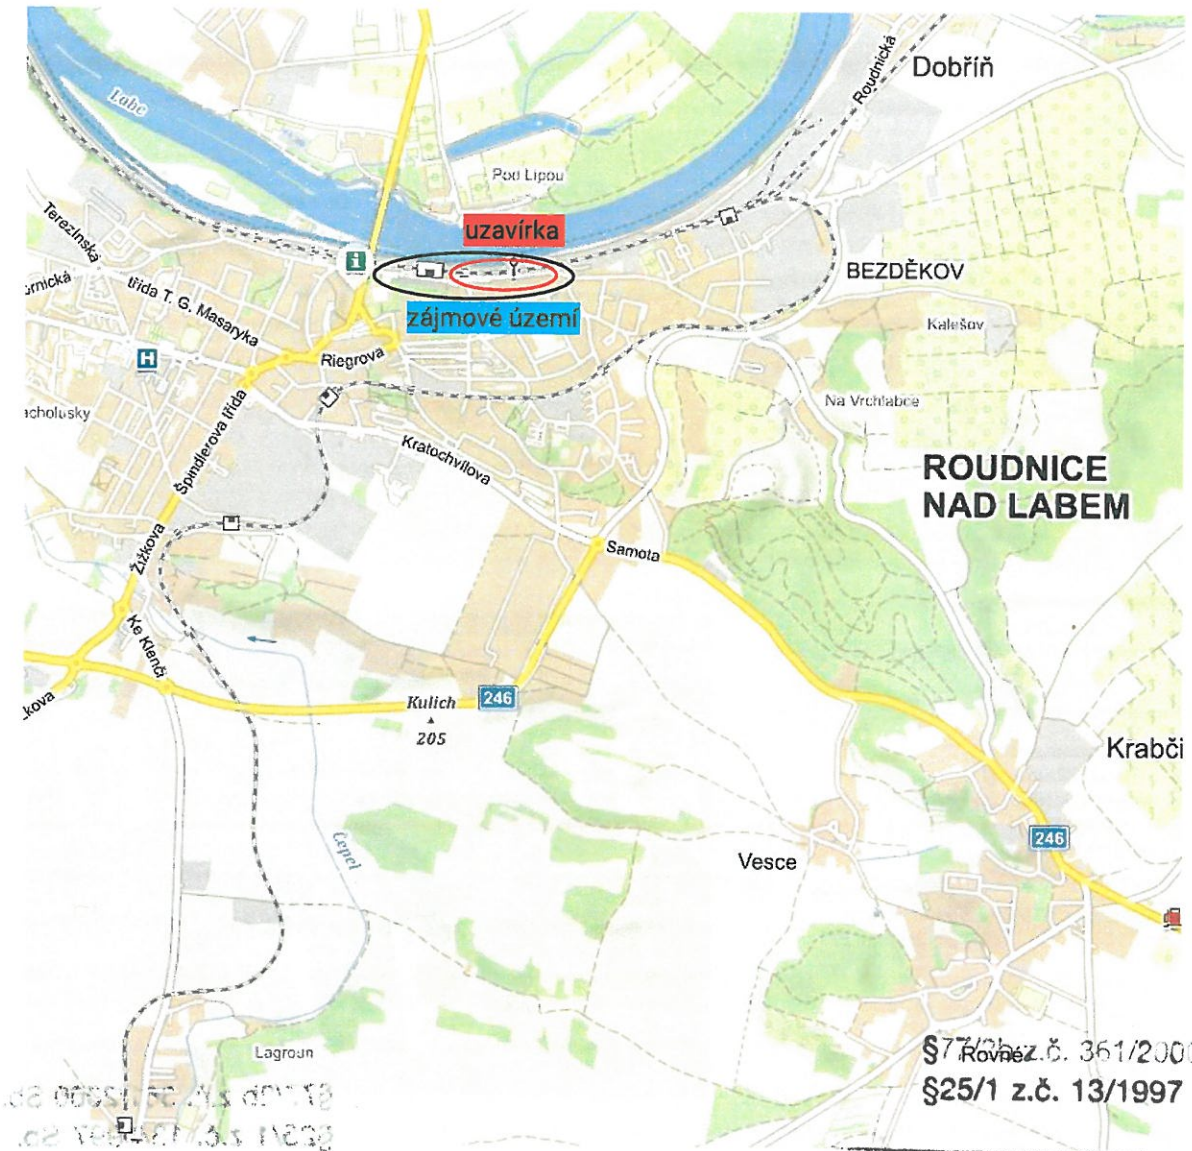 Dobříň
Roudnická
Labe
Pod Lipou
uzavírka
Terezínská
i
BEZDĚKOV
třída T. G. Masaryka
zájmové území
Kalešov
Riegrova
H
Na Vrchlabce
Špindlerova třída
Kratochvílova
ROUDNICE
NAD LABEM
Samota
Žižkova
Ke Klenči
Kulich
246
205
Krabči
246
Vesce
Čepel
Lagroun
Rovné
§25/1 z.č. 13/1997